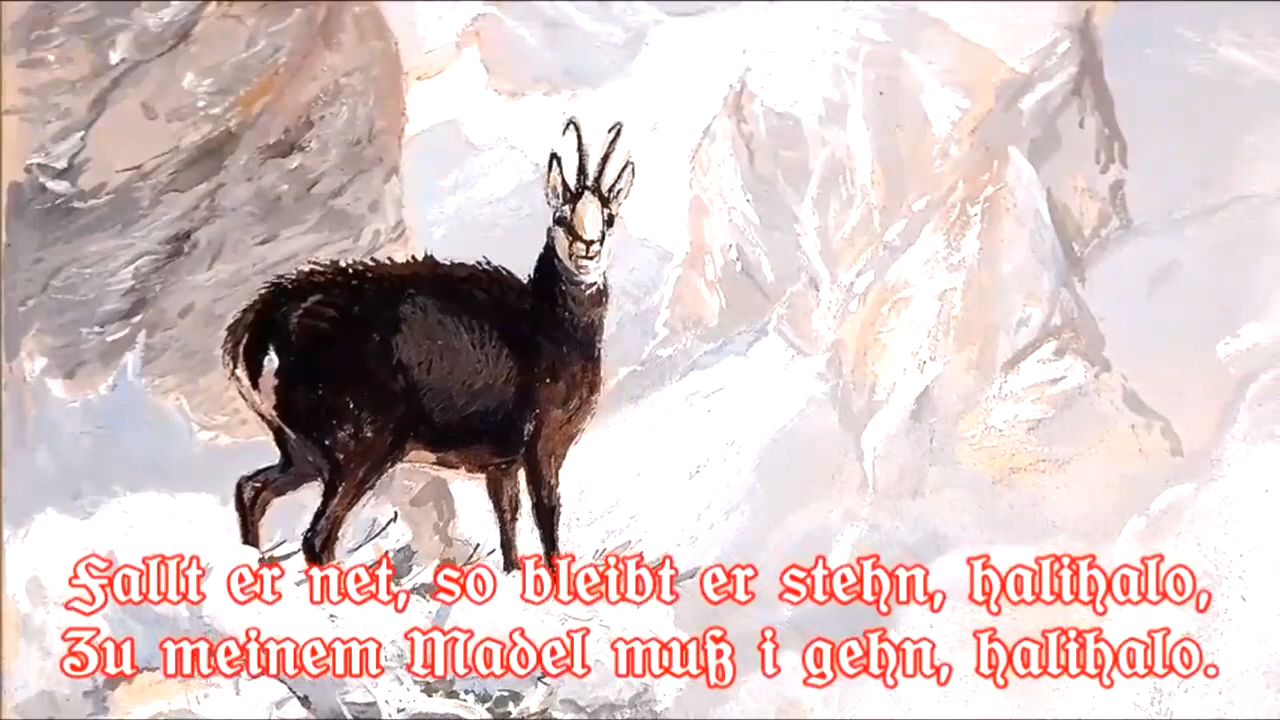 Fallt er net, so bleibt er stehn, halihalo,
Zu meinem Madel muß i gehn, halihalo.